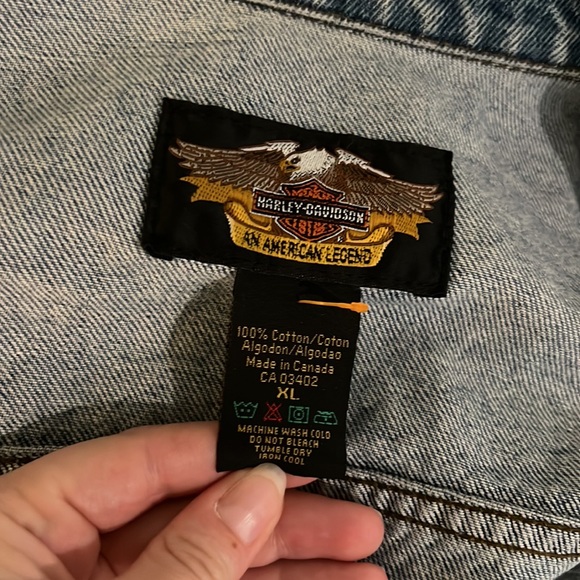 HARLEY-DAVIDSON
AN AMERICAN LEGEND
100% Cotton/Coton
Algodon/Algodao
Made in Canada
CA 03402
XL
MACHINE WASH COLD
DO NOT BLEACH
TUMBLE DRY
IRON COOL